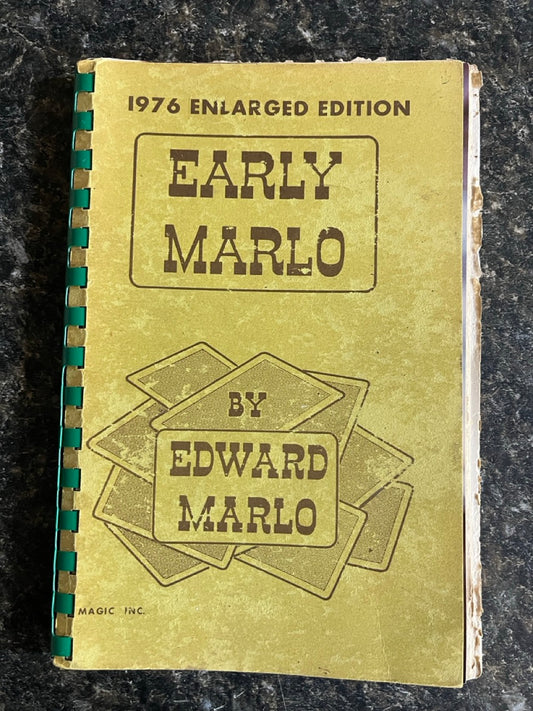 1976 ENLARGED EDITION
EARLY
MARLO
BY
EDWARD
MARLO
MAGIC INC.